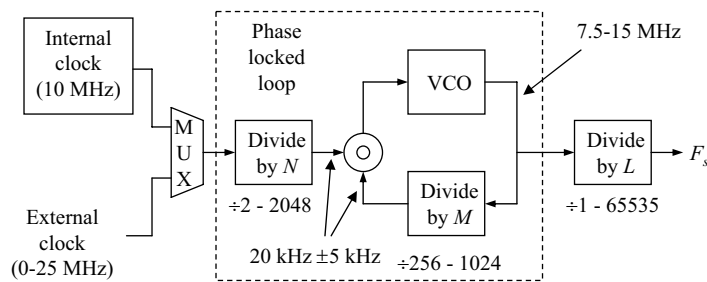 Internal
clock
(10 MHz)
External
clock
(0-25 MHz)
M
U
X
Phase
locked
loop
Divide
by N
÷2 - 2048
20 kHz ±5 kHz
VCO
Divide
by M
÷256 - 1024
7.5-15 MHz
Divide
by L
÷1 - 65535
Fs